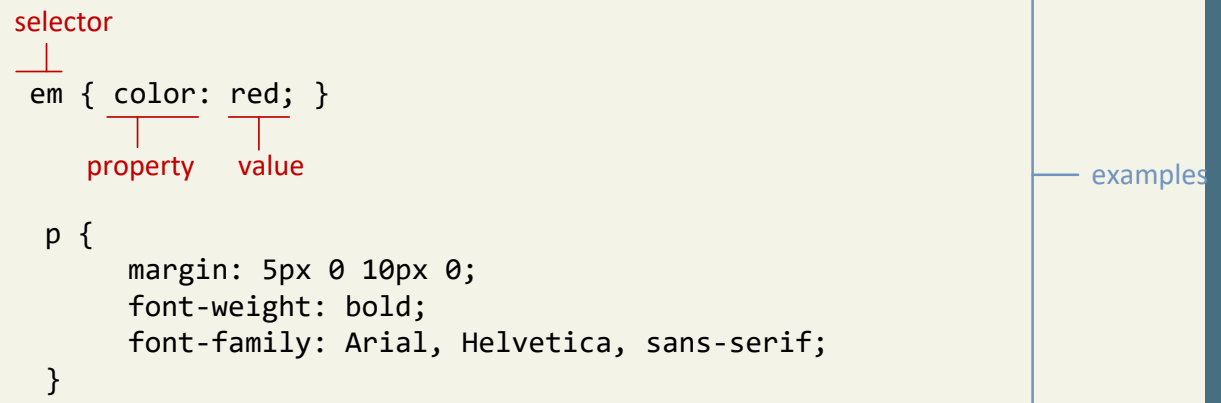 selector
em { color: red; }
property value
examples
p {
margin: 5px 0 10px 0;
font-weight: bold;
font-family: Arial, Helvetica, sans-serif;
}